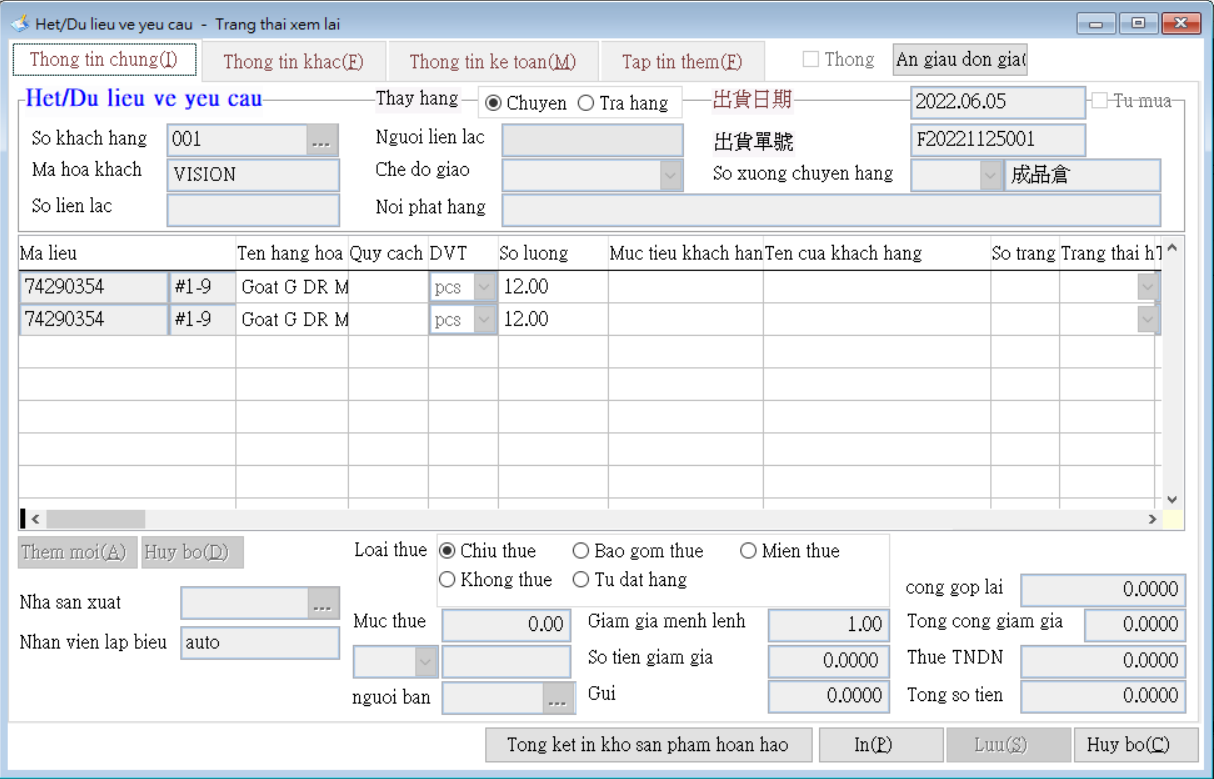 Het/Du lieu ve yeu cau - Trang thai xem lai
Thong tin chung(I) Thong tin khac(F) Thong tin ke toan(M) Tap tin them(F) Thong An giau don gia(
Het/Du lieu ve yeu cau Thay hang Chuyen Tra hang 出貨日期 2022.06.05 Tu mua
So khach hang 001 ... Nguoi lien lac 出貨單號 F20221125001
Ma hoa khach VISION Che do giao So xuong chuyen hang 成品倉
So lien lac Noi phat hang
Ma lieu Ten hang hoa Quy cach DVT So luong Muc tieu khach han Ten cua khach hang So trang Trang thai h
74290354 #1-9 Goat G DR M pcs 12.00
74290354 #1-9 Goat G DR M pcs 12.00
Them moi(A) Huy bo(D) Loai thue Chiu thue Bao gom thue Mien thue
Khong thue Tu dat hang
Nha san xuat ... cong gop lai 0.0000
Muc thue 0.00 Giam gia menh lenh 1.00 Tong cong giam gia 0.0000
Nhan vien lap bieu auto So tien giam gia 0.0000 Thue TNDN 0.0000
nguoi ban ... Gui 0.0000 Tong so tien 0.0000
Tong ket in kho san pham hoan hao In(P) Luu(S) Huy bo(C)